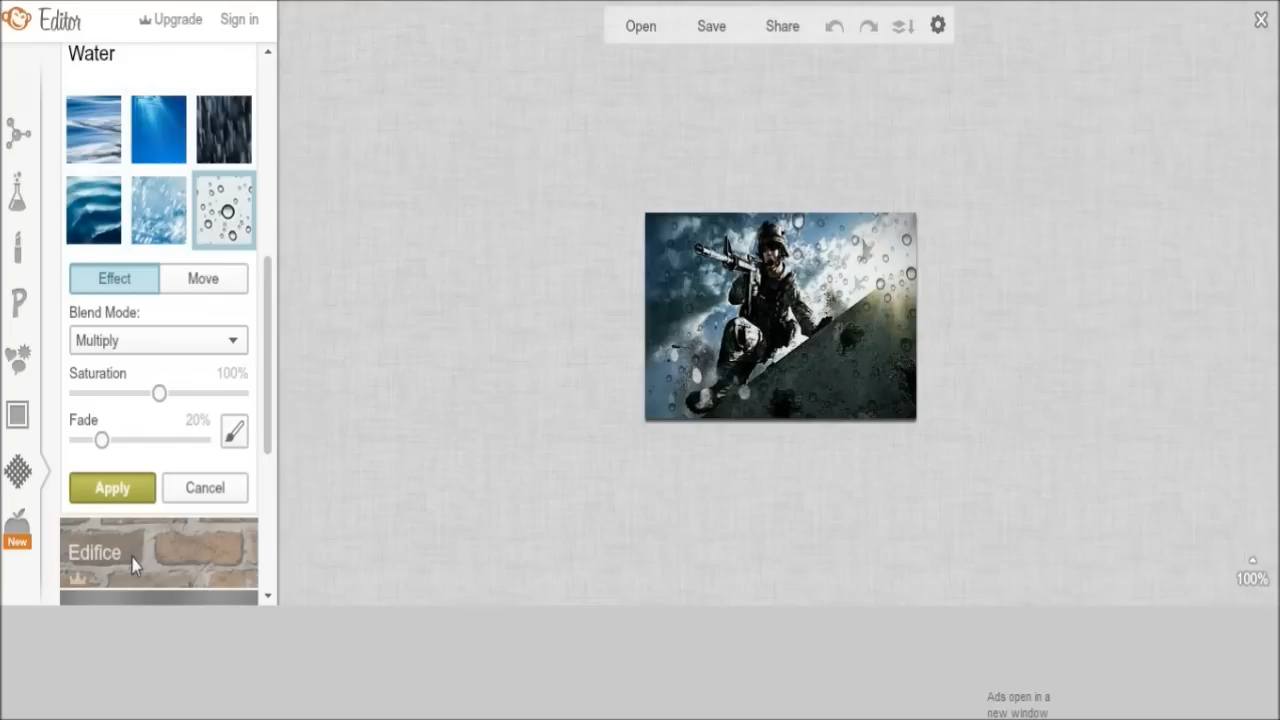 Editor
Upgrade
Sign in
Open
Save
Share
X
Water
Effect
Move
Blend Mode:
Multiply
Saturation 100%
Fade 20%
Apply
Cancel
New
Edifice
100%
Ads open in a
new window